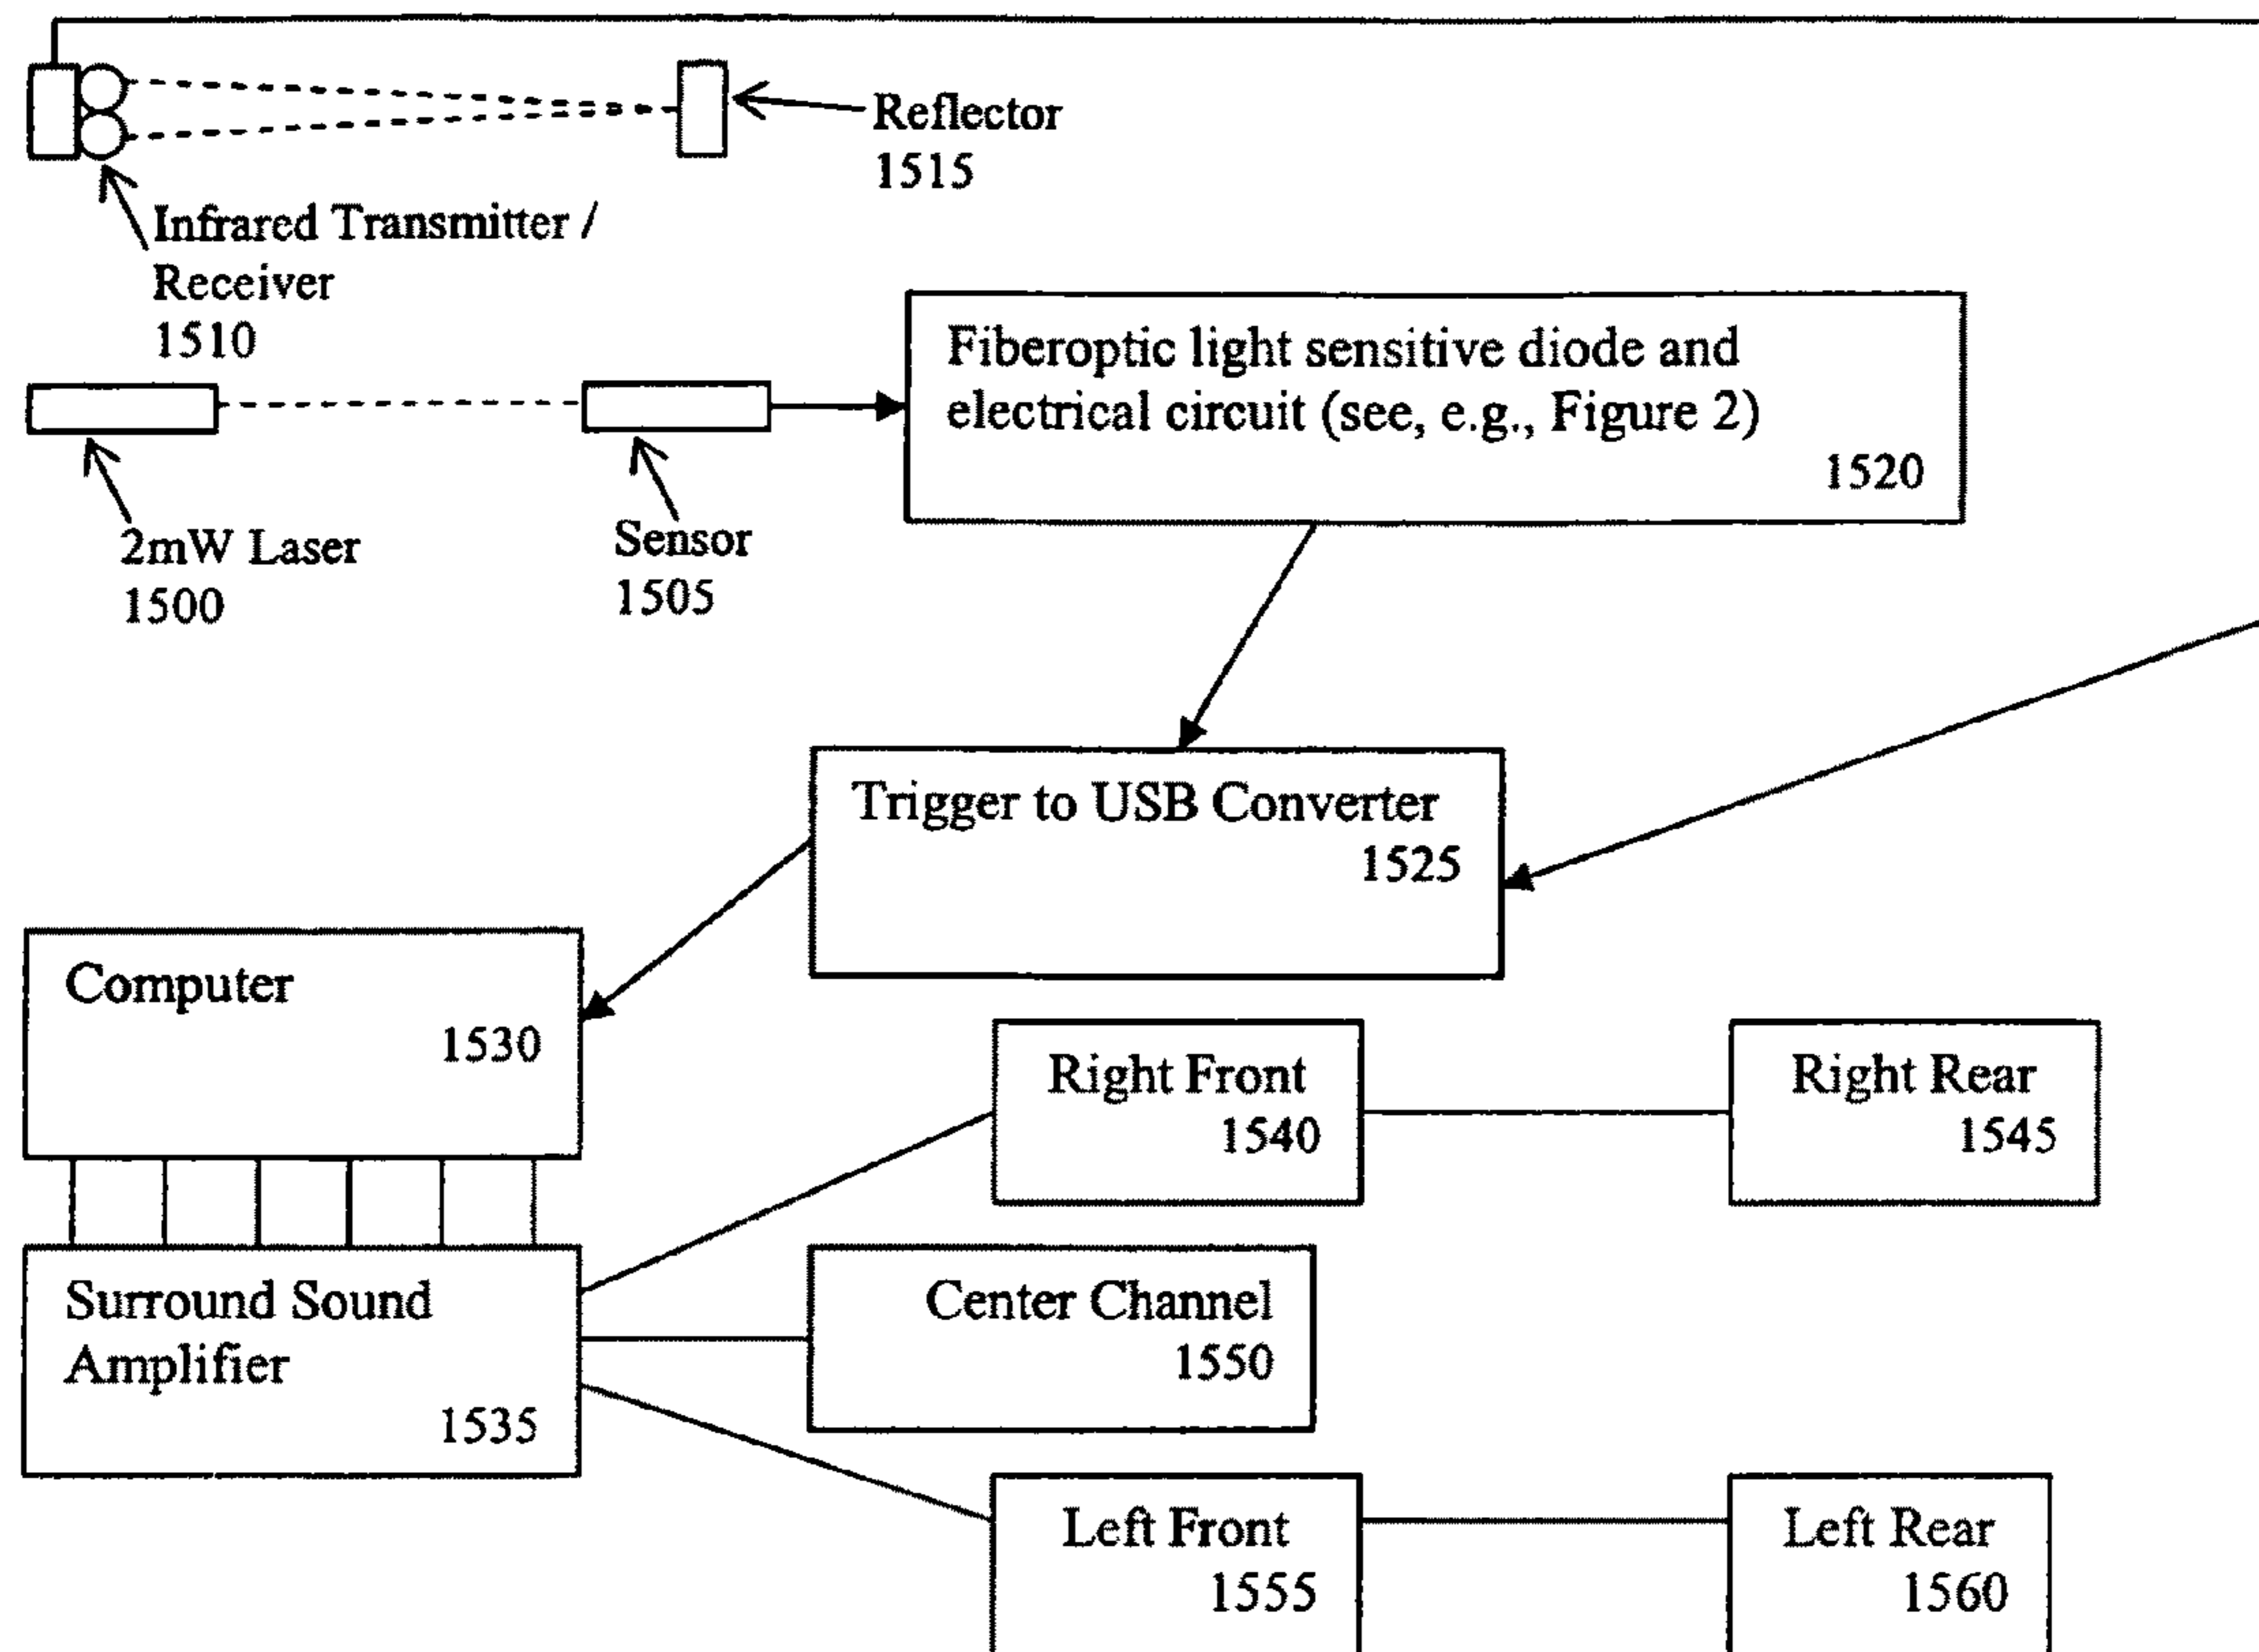 Reflector
1515
Infrared Transmitter /
Receiver
1510
Fiberoptic light sensitive diode and
electrical circuit (see, e.g., Figure 2)
1520
2mW Laser
1500
Sensor
1505
Trigger to USB Converter
1525
Computer
1530
Right Front
1540
Right Rear
1545
Surround Sound
Amplifier
1535
Center Channel
1550
Left Front
1555
Left Rear
1560